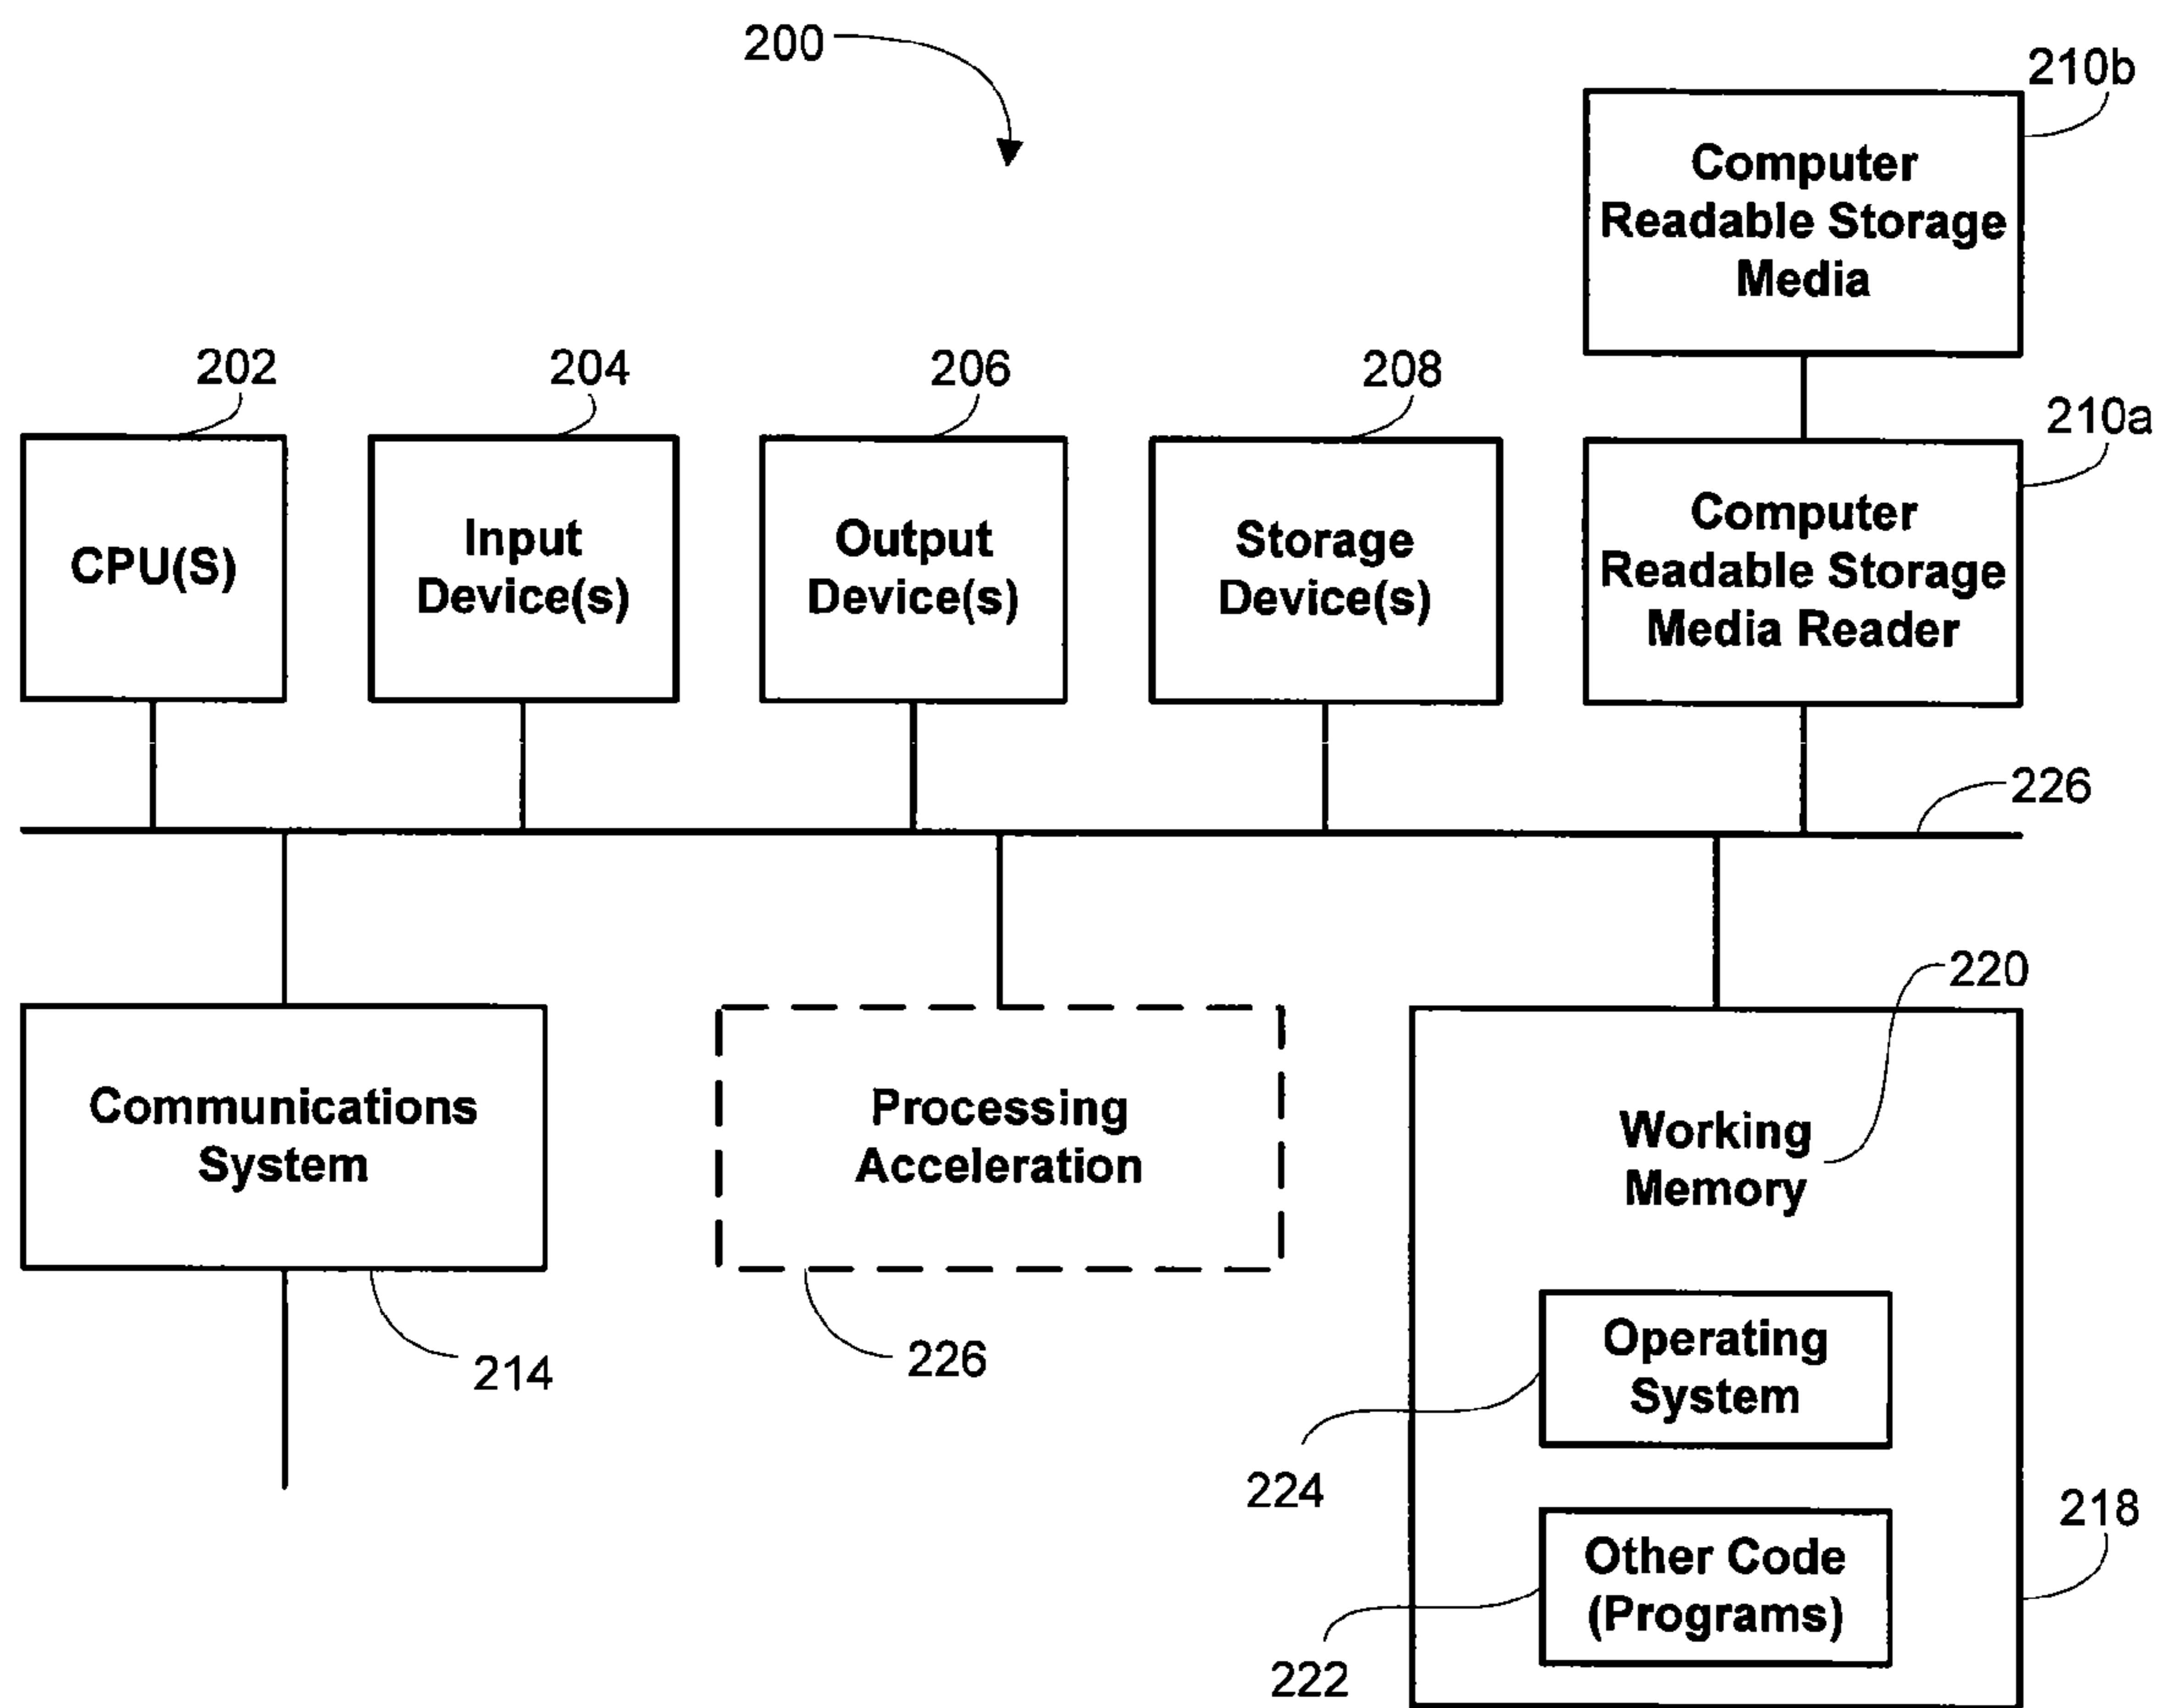 200
210b
Computer
Readable Storage
Media
202
204
206
208
210a
CPU(S)
Input
Device(s)
Output
Device(s)
Storage
Device(s)
Computer
Readable Storage
Media Reader
226
220
Communications
System
Processing
Acceleration
Working
Memory
214
226
Operating
System
224
218
Other Code
(Programs)
222